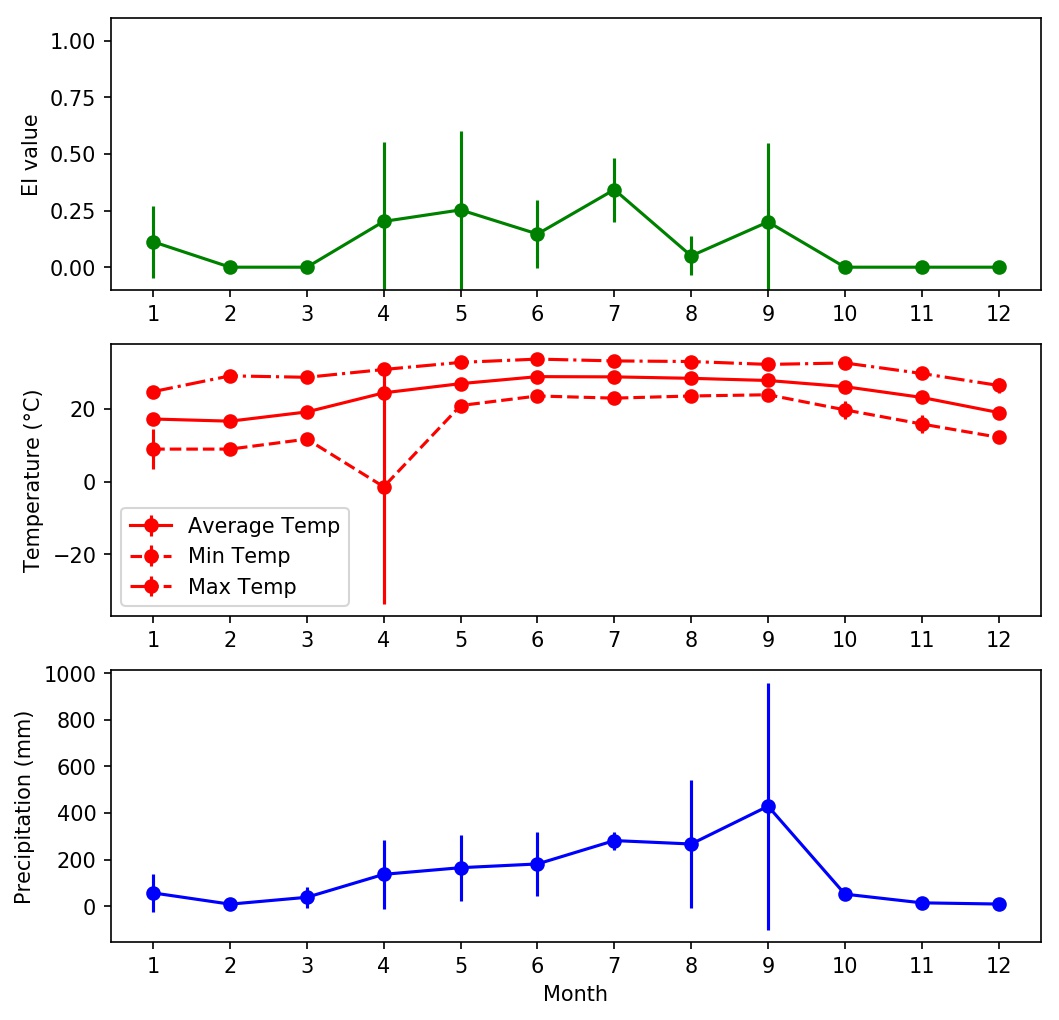 1.00
0.75
0.50
0.25
0.00
EI value
1 2 3 4 5 6 7 8 9 10 11 12
20
0
−20
Temperature (°C)
Average Temp
Min Temp
Max Temp
1 2 3 4 5 6 7 8 9 10 11 12
1000
800
600
400
200
0
Precipitation (mm)
1 2 3 4 5 6 7 8 9 10 11 12
Month